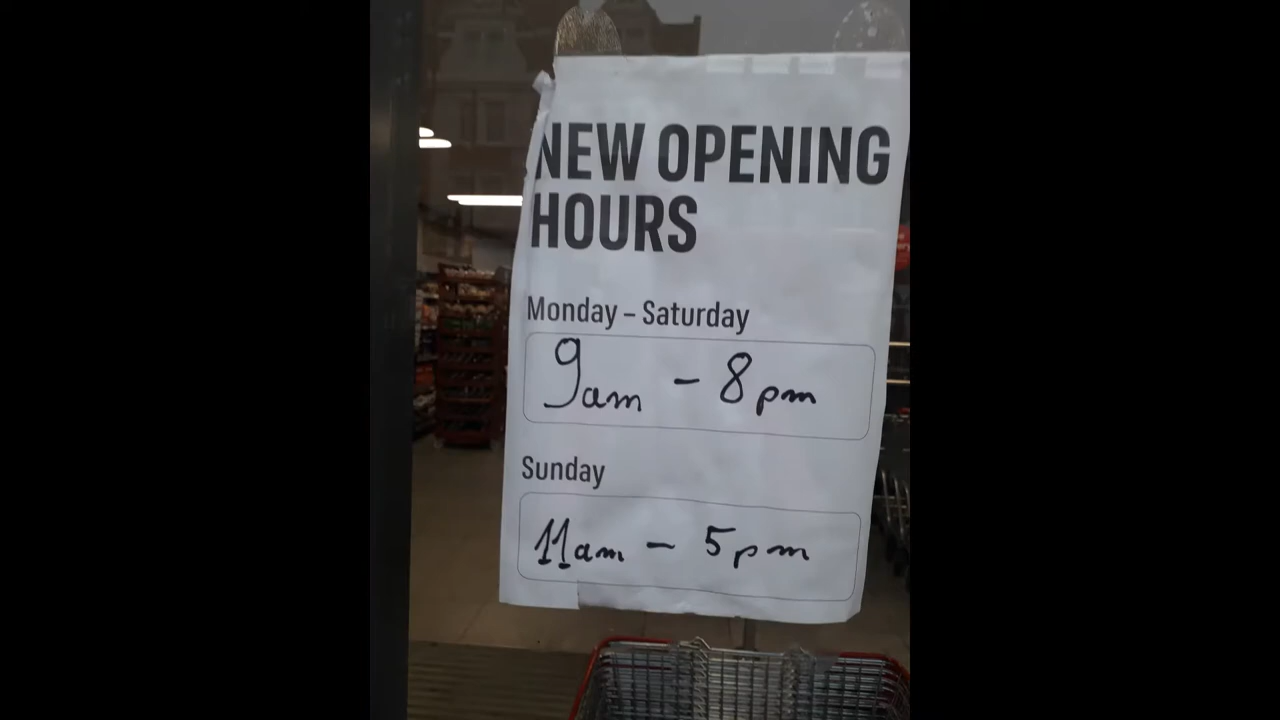 NEW OPENING
HOURS
Monday – Saturday
9am - 8pm
Sunday
11am - 5pm